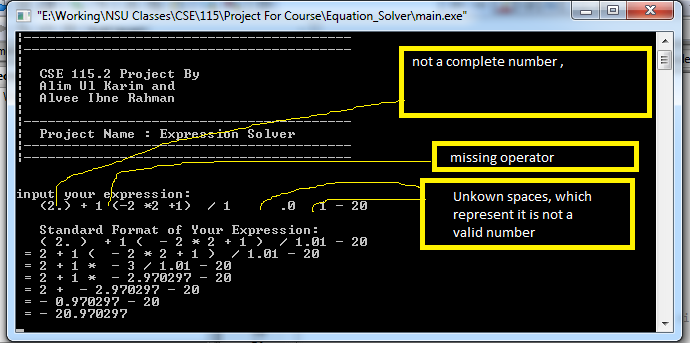 "E:\Working\NSU Classes\CSE\115\Project For Course\Equation_Solver\main.exe"
CSE 115.2 Project By
Alim Ul Karim and
Alvee Ibne Rahman
Project Name : Expression Solver
not a complete number ,
missing operator
Unkown spaces, which
represent it is not a
valid number
input your expression:
(2.) + 1 (-2 *2 +1) / 1 .0 1 - 20
Standard Format of Your Expression:
( 2. ) + 1 ( - 2 * 2 + 1 ) / 1.01 - 20
= 2 + 1 ( - 2 * 2 + 1 ) / 1.01 - 20
= 2 + 1 * - 3 / 1.01 - 20
= 2 + 1 * - 2.970297 - 20
= 2 + - 2.970297 - 20
= - 0.970297 - 20
= - 20.970297